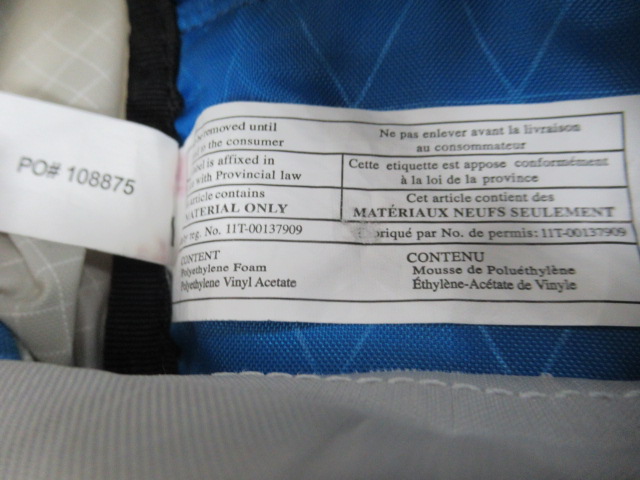 PO# 108875
removed until
the consumer
Ne pas enlever avant la livraison
au consommateur
is affixed in
with Provincial law
Cette etiquette est appose conformément
à la loi de la province
article contains
MATERIAL ONLY
Cet article contient des
MATÉRIAUX NEUFS SEULEMENT
reg. No. 11T-00137909
riqué par No. de permis: 11T-00137909
CONTENT
Polyethylene Foam
Polyethylene Vinyl Acetate
CONTENU
Mousse de Poluéthylène
Éthylène-Acétate de Vinyle